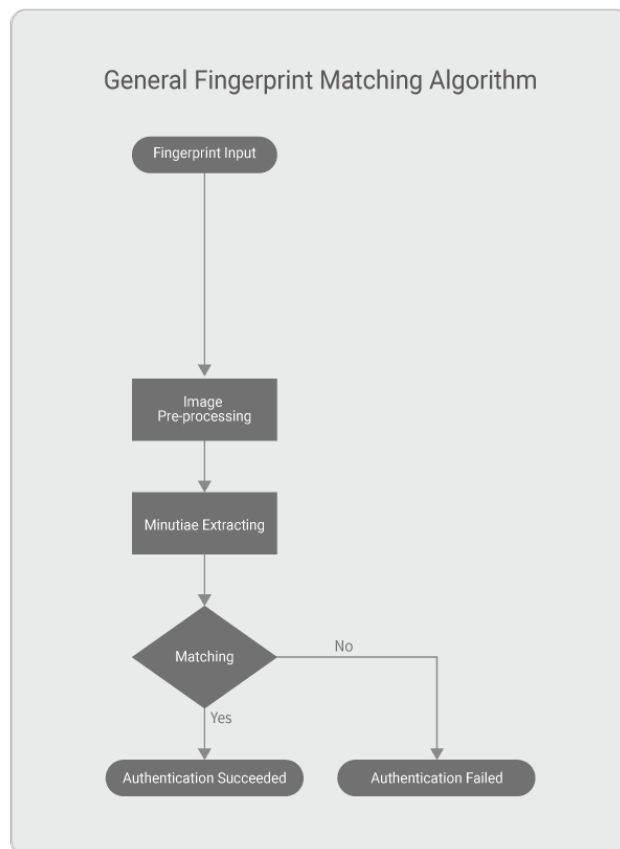 General Fingerprint Matching Algorithm
Fingerprint Input
Image
Pre-processing
Minutiae Extracting
Matching
No
Yes
Authentication Succeeded
Authentication Failed